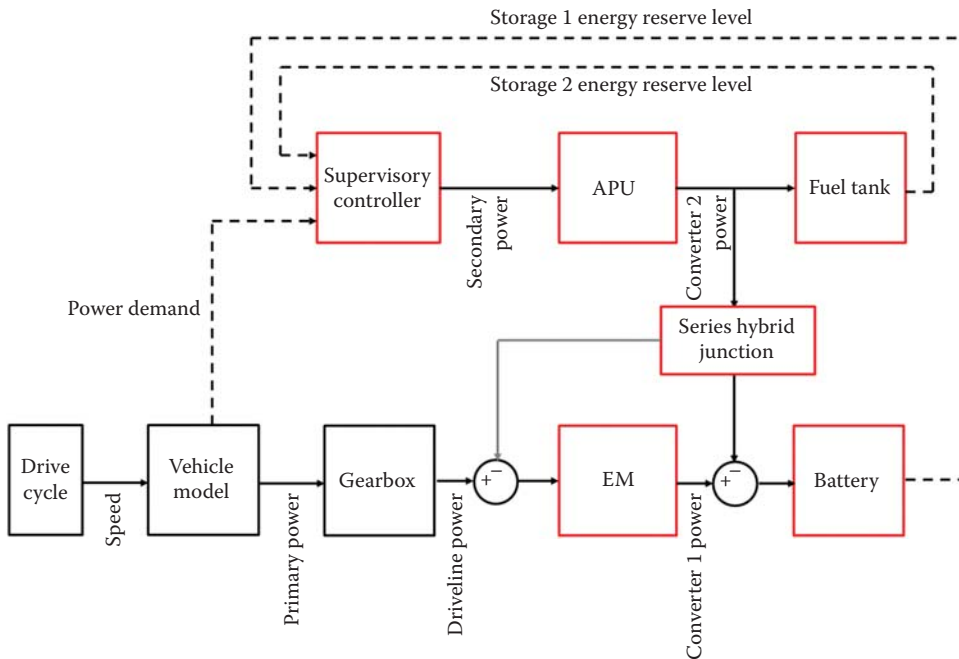 Storage 1 energy reserve level
Storage 2 energy reserve level
Supervisory
controller
Secondary
power
APU
Converter 2
power
Fuel tank
Power demand
Series hybrid
junction
Drive
cycle
Speed
Vehicle
model
Primary power
Gearbox
Driveline power
+ −
EM
Converter 1 power
+ −
Battery